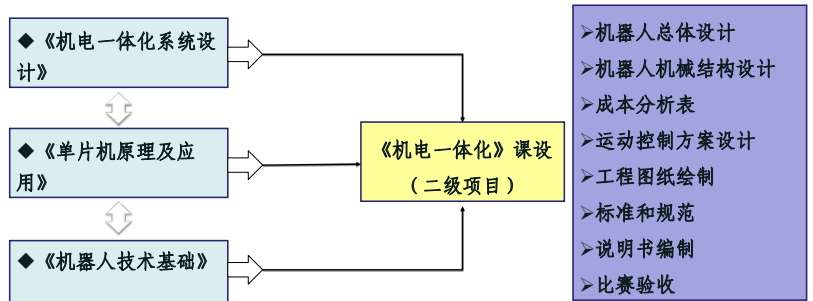 ◆《机电一体化系统设
计》
◆《单片机原理及应
用》
◆《机器人技术基础》
《机电一体化》课设
（二级项目）
➢机器人总体设计
➢机器人机械结构设计
➢成本分析表
➢运动控制方案设计
➢工程图纸绘制
➢标准和规范
➢说明书编制
➢比赛验收